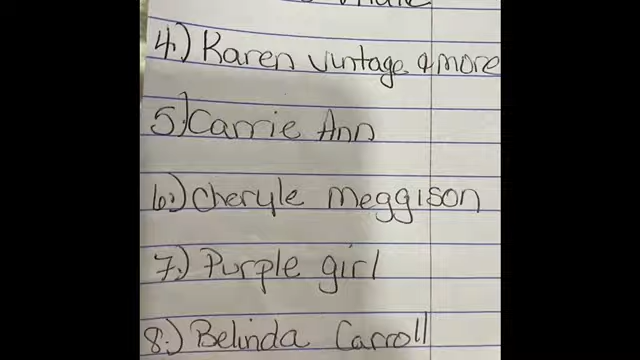 4.) Karen vintage & more
5.) Carrie Ann
6.) Cheryle Meggison
7.) Purple girl
8.) Belinda Carroll